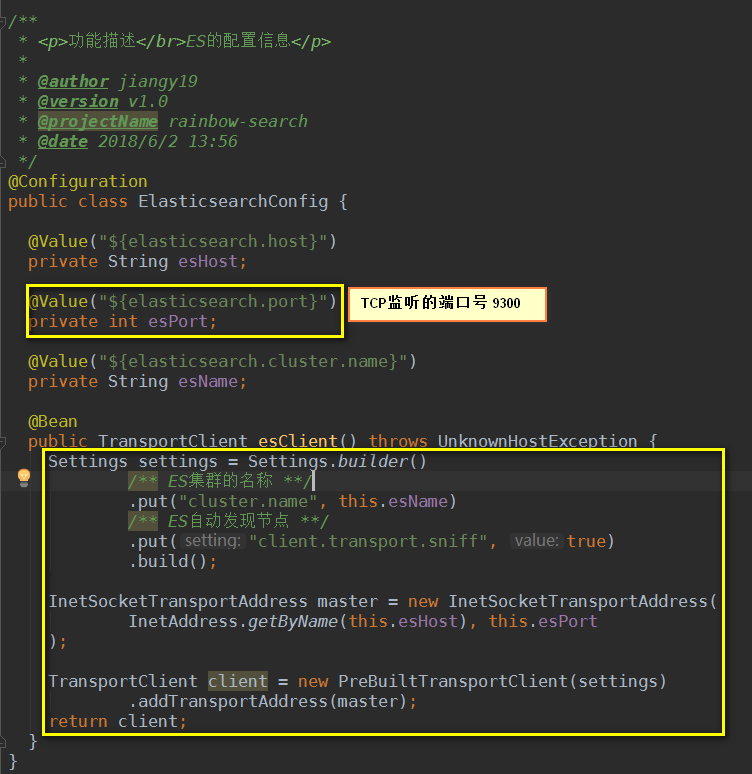 /**
 * <p>功能描述</br>ES的配置信息</p>
 *
 * @author jiangy19
 * @version v1.0
 * @projectName rainbow-search
 * @date 2018/6/2 13:56
 */
@Configuration
public class ElasticsearchConfig {
@Value("${elasticsearch.host}")
private String esHost;
@Value("${elasticsearch.port}")
TCP监听的端口号 9300
private int esPort;
@Value("${elasticsearch.cluster.name}")
private String esName;
@Bean
public TransportClient esClient() throws UnknownHostException {
Settings settings = Settings.builder()
/** ES集群的名称 **/
.put("cluster.name", this.esName)
/** ES自动发现节点 **/
.put( setting: "client.transport.sniff", value: true)
.build();
InetSocketTransportAddress master = new InetSocketTransportAddress(
InetAddress.getByName(this.esHost), this.esPort
);
TransportClient client = new PreBuiltTransportClient(settings)
.addTransportAddress(master);
return client;
}
}